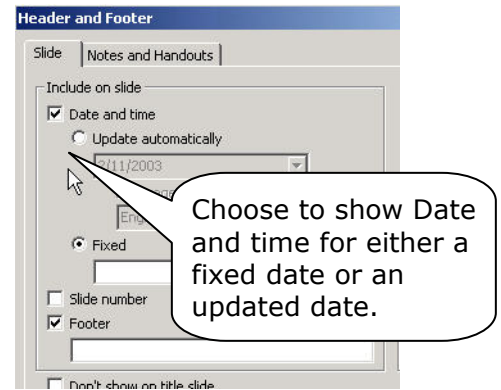 Header and Footer
Slide Notes and Handouts
Include on slide
Date and time
Update automatically
/11/2003
Fixed
Slide number
Footer
Don't show on title slide
Choose to show Date
and time for either a
fixed date or an
updated date.